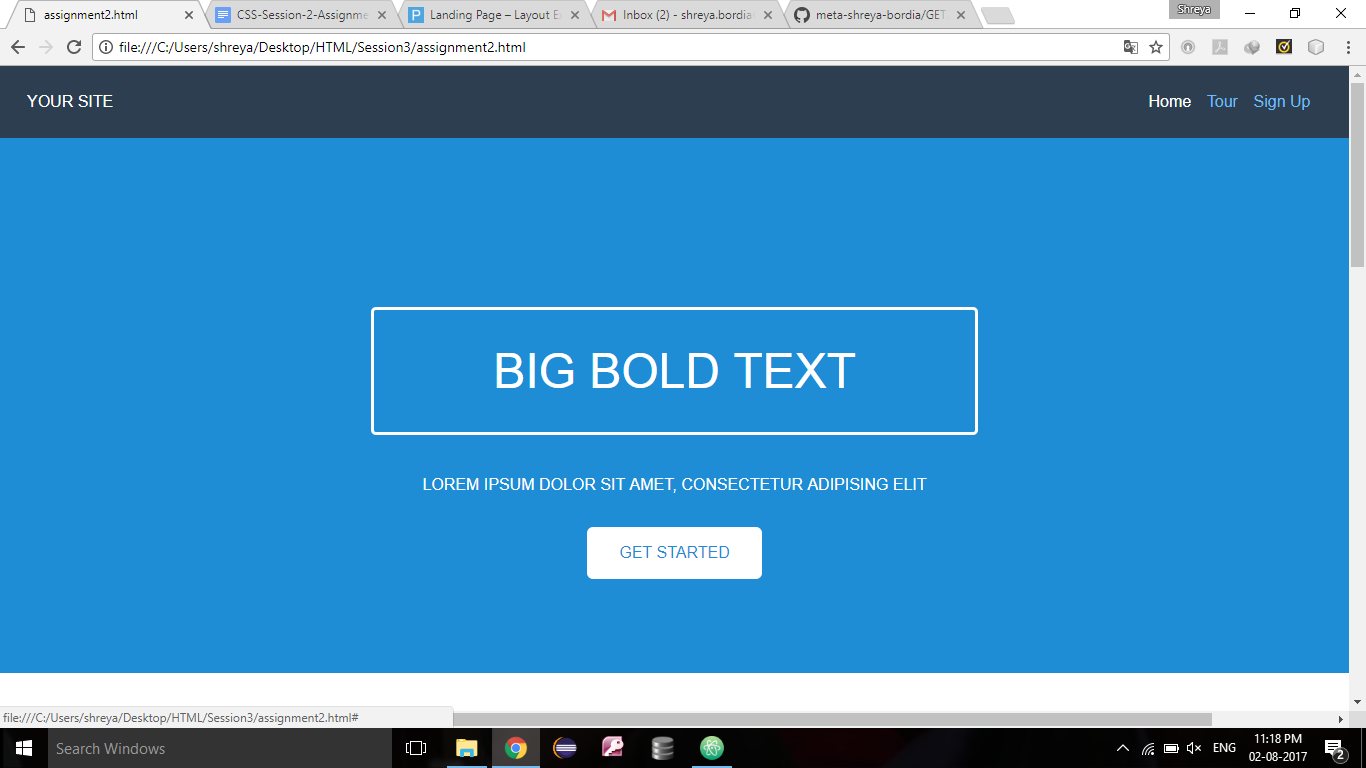 assignment2.html
CSS-Session-2-Assignme
Landing Page – Layout E
Inbox (2) - shreya.bordia
meta-shreya-bordia/GET
Shreya
file:///C:/Users/shreya/Desktop/HTML/Session3/assignment2.html
YOUR SITE
Home Tour Sign Up
BIG BOLD TEXT
LOREM IPSUM DOLOR SIT AMET, CONSECTETUR ADIPISING ELIT
GET STARTED
file:///C:/Users/shreya/Desktop/HTML/Session3/assignment2.html#
Search Windows
ENG
11:18 PM
02-08-2017
2